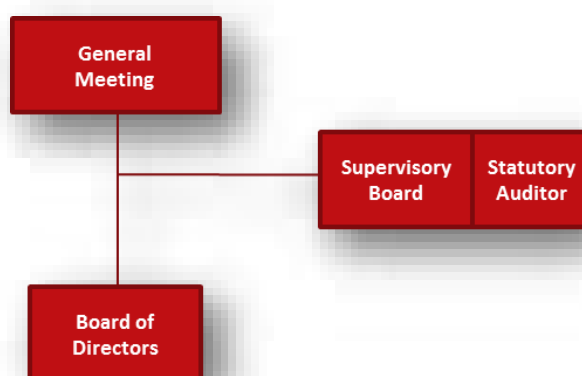 General
Meeting
Supervisory
Board
Statutory
Auditor
Board of
Directors